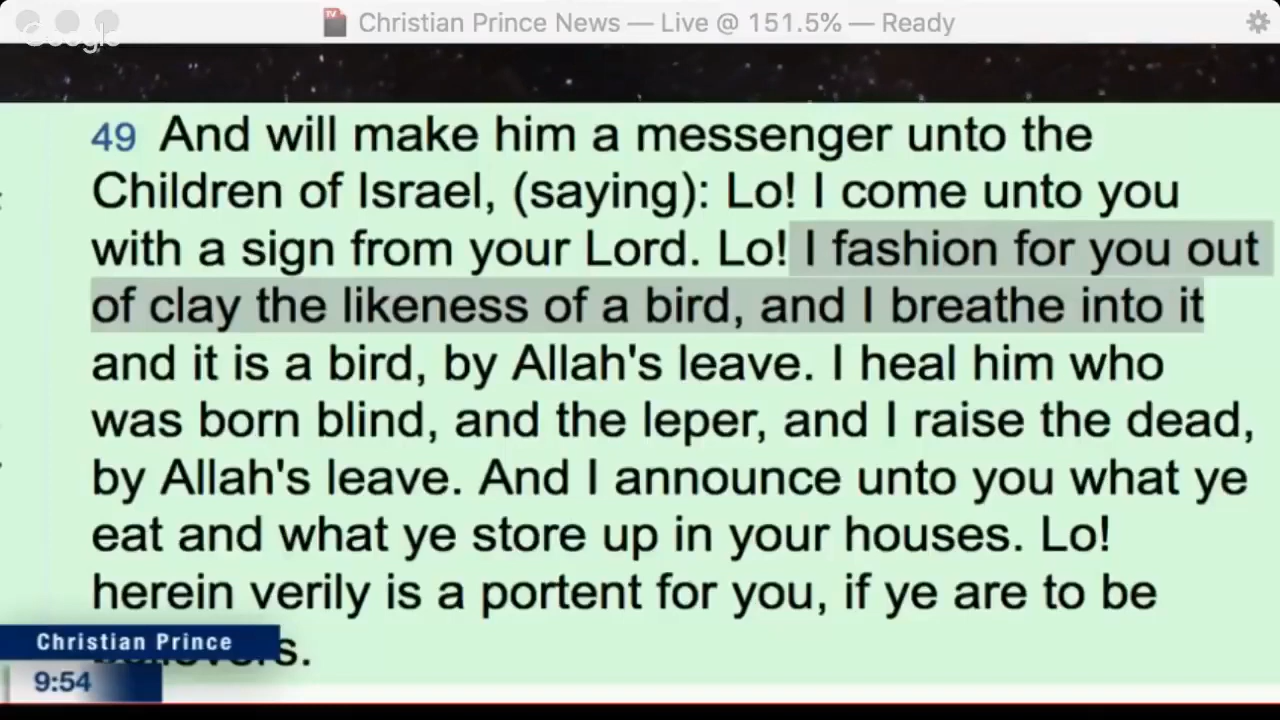 Christian Prince News — Live @ 151.5% — Ready
Google
49 And will make him a messenger unto the
Children of Israel, (saying): Lo! I come unto you
with a sign from your Lord. Lo! I fashion for you out
of clay the likeness of a bird, and I breathe into it
and it is a bird, by Allah's leave. I heal him who
was born blind, and the leper, and I raise the dead,
by Allah's leave. And I announce unto you what ye
eat and what ye store up in your houses. Lo!
herein verily is a portent for you, if ye are to be
believers.
Christian Prince
9:54